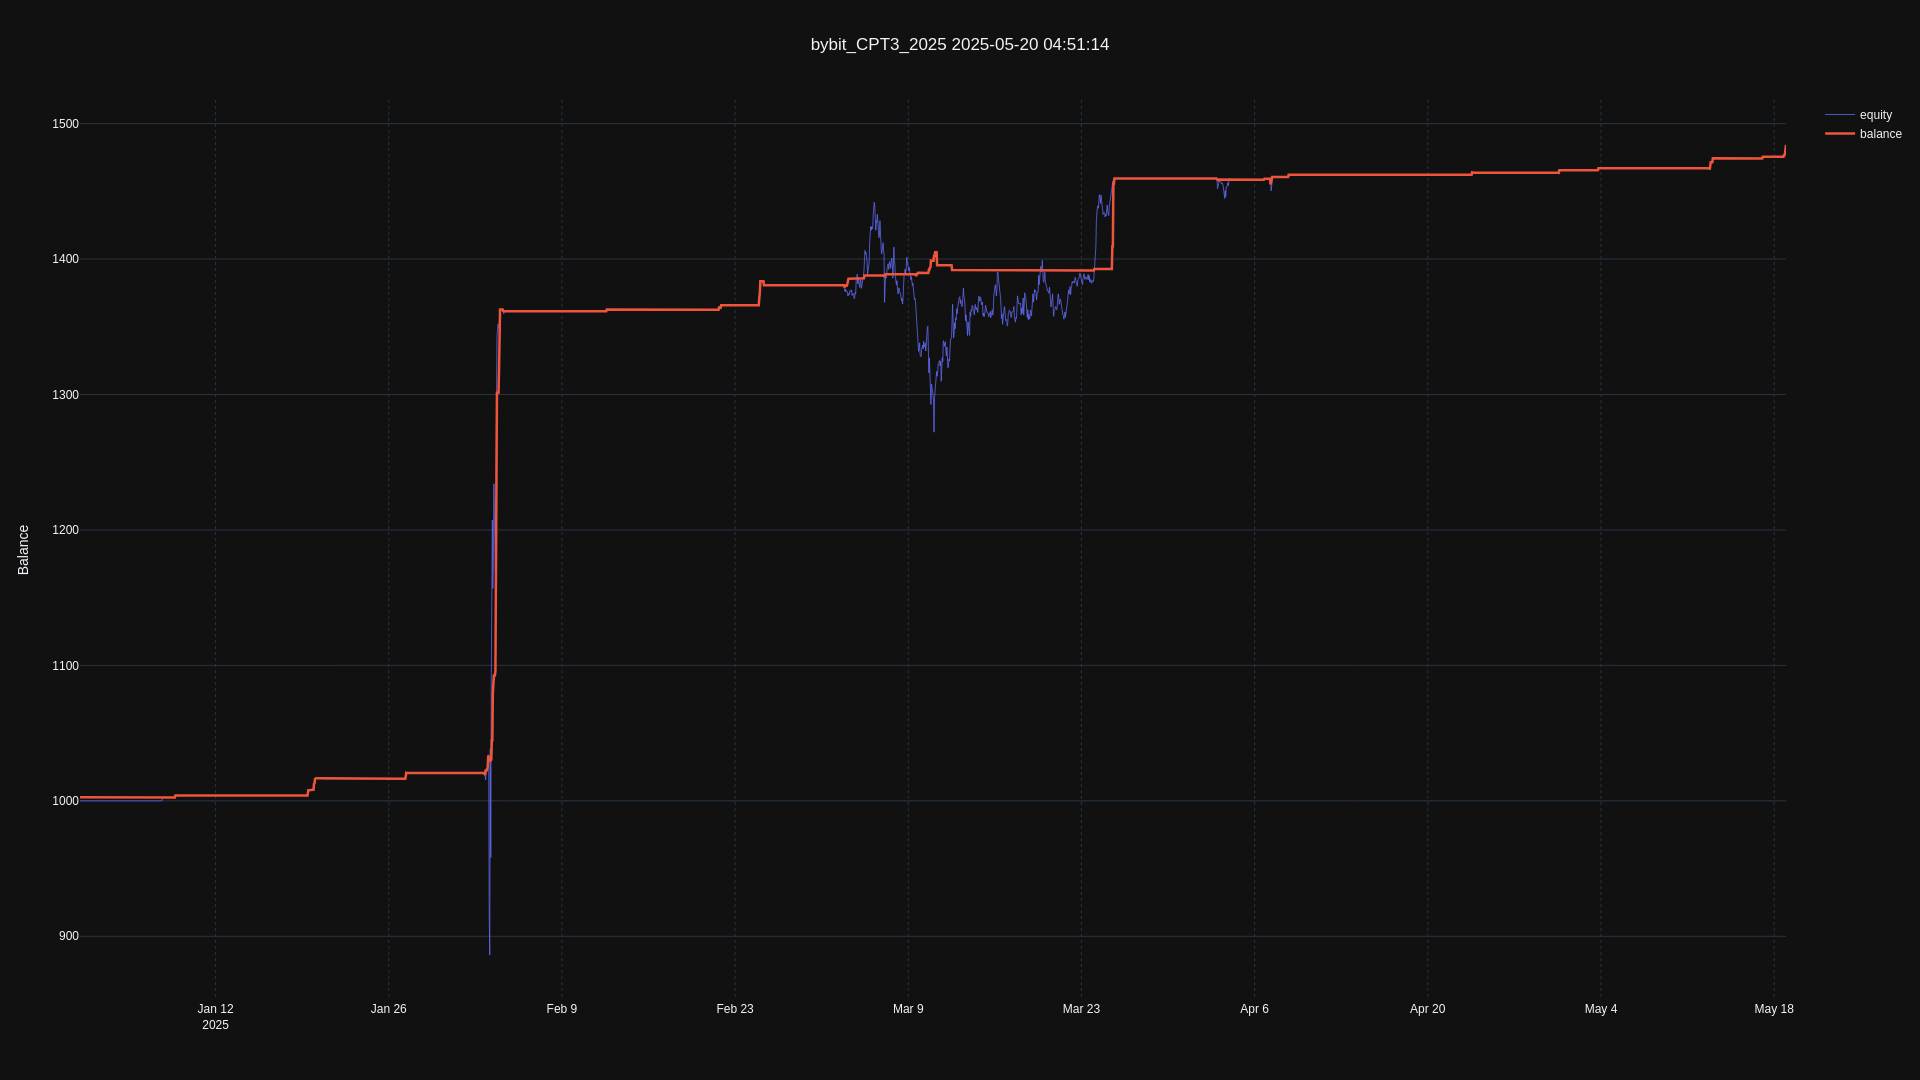 bybit_CPT3_2025 2025-05-20 04:51:14
equity
balance
Balance
1500
1400
1300
1200
1100
1000
900
Jan 12
2025
Jan 26
Feb 9
Feb 23
Mar 9
Mar 23
Apr 6
Apr 20
May 4
May 18